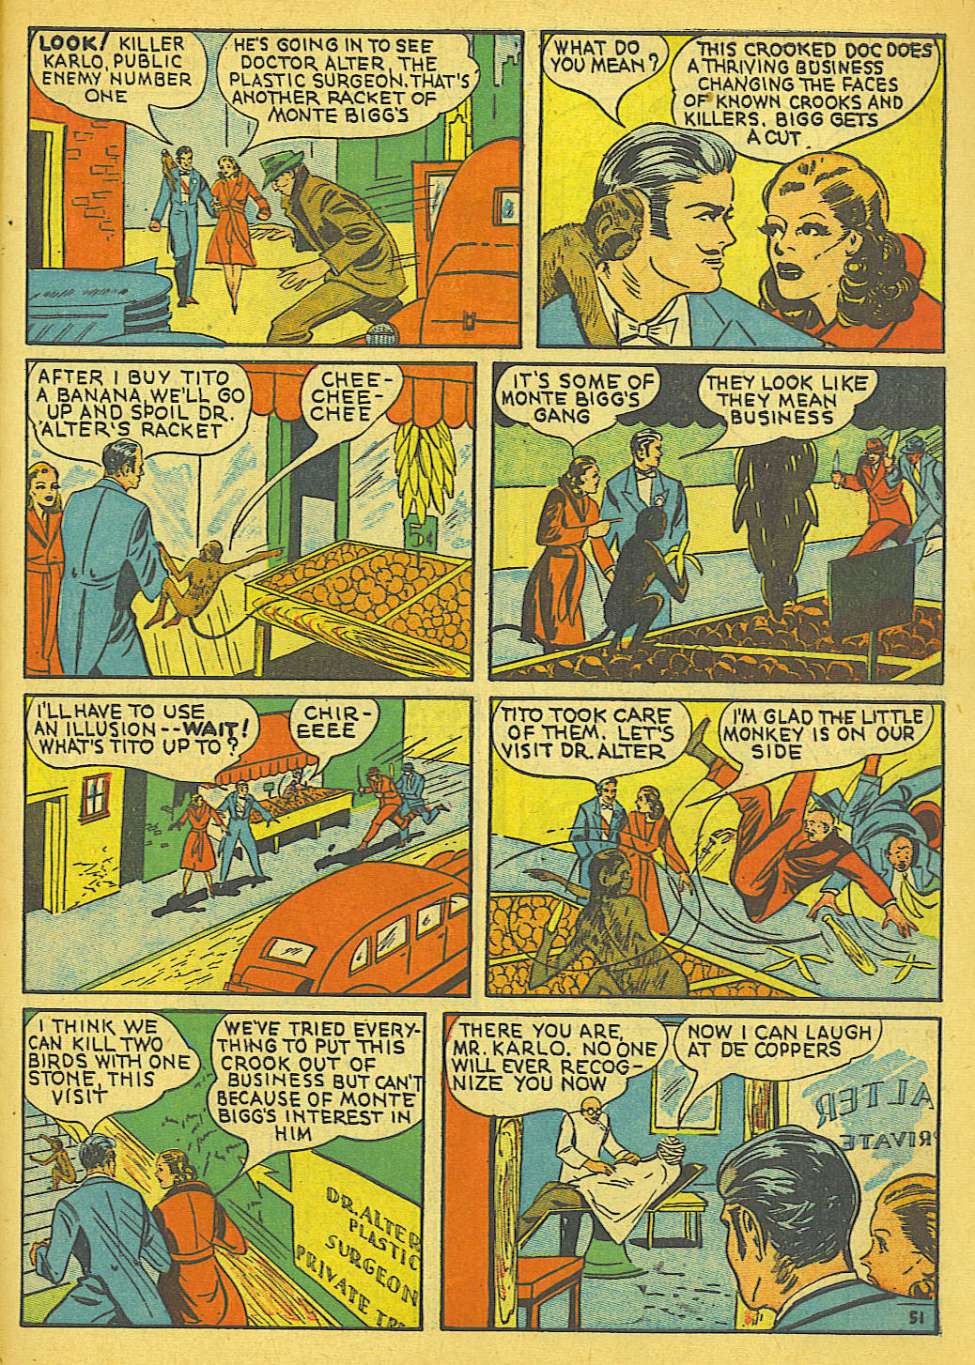 LOOK! KILLER
KARLO, PUBLIC
ENEMY NUMBER
ONE
HE'S GOING IN TO SEE
DOCTOR ALTER, THE
PLASTIC SURGEON. THAT'S
ANOTHER RACKET OF
MONTE BIGG'S
WHAT DO
YOU MEAN?
THIS CROOKED DOC DOES
A THRIVING BUSINESS
CHANGING THE FACES
OF KNOWN CROOKS AND
KILLERS. BIGG GETS
A CUT.
AFTER I BUY TITO
A BANANA, WE'LL GO
UP AND SPOIL DR.
ALTER'S RACKET
CHEE-
CHEE-
CHEE
5¢
IT'S SOME OF
MONTE BIGG'S
GANG
THEY LOOK LIKE
THEY MEAN
BUSINESS
I'LL HAVE TO USE
AN ILLUSION--WAIT!
WHAT'S TITO UP TO?
CHIR-
EEEE
TITO TOOK CARE
OF THEM. LET'S
VISIT DR. ALTER
I'M GLAD THE LITTLE
MONKEY IS ON OUR
SIDE
I THINK WE
CAN KILL TWO
BIRDS WITH ONE
STONE, THIS
VISIT
WE'VE TRIED EVERY-
THING TO PUT THIS
CROOK OUT OF
BUSINESS BUT CAN'T
BECAUSE OF MONTE
BIGG'S INTEREST IN
HIM
DR. ALTER
PLASTIC
SURGEON
PRIVATE
THERE YOU ARE,
MR. KARLO. NO ONE
WILL EVER RECOG-
NIZE YOU NOW
NOW I CAN LAUGH
AT DE COPPERS
ALTER
PRIVATE
51